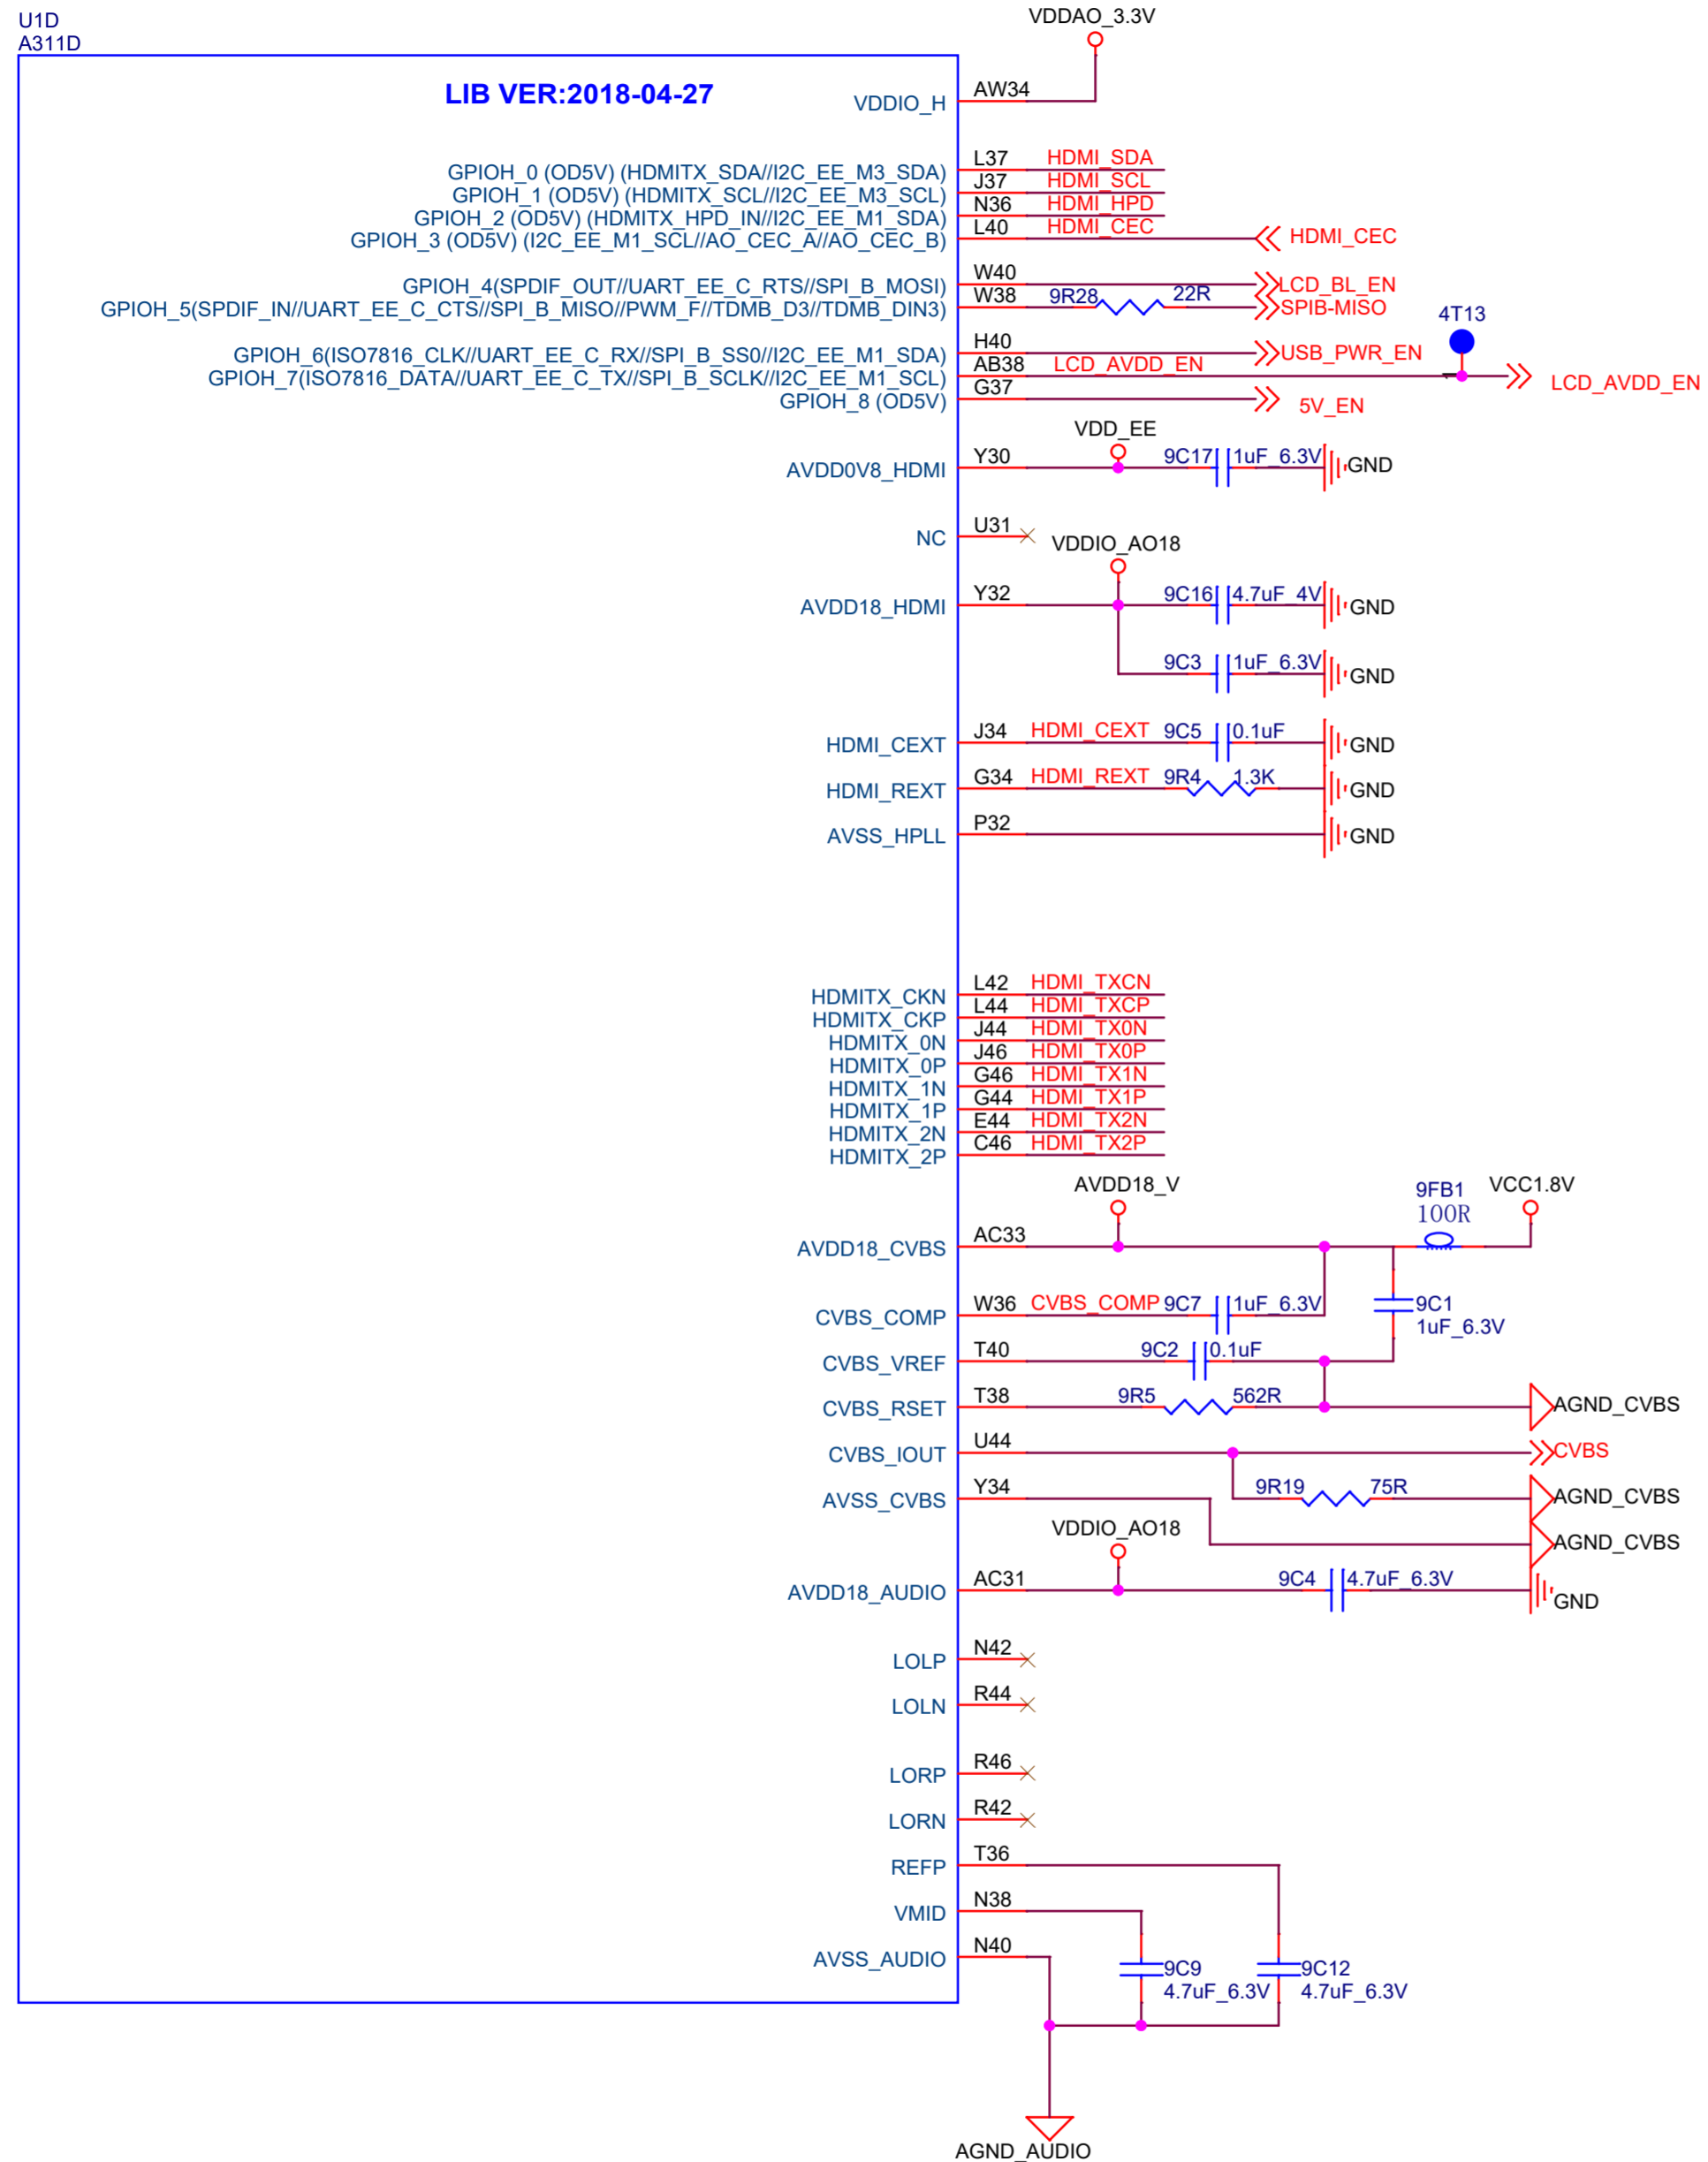 U1D
A311D
VDDAO_3.3V
LIB VER:2018-04-27
VDDIO_H AW34
GPIOH_0 (OD5V) (HDMITX_SDA//I2C_EE_M3_SDA) L37 HDMI_SDA
GPIOH_1 (OD5V) (HDMITX_SCL//I2C_EE_M3_SCL) J37 HDMI_SCL
GPIOH_2 (OD5V) (HDMITX_HPD_IN//I2C_EE_M1_SDA) N36 HDMI_HPD
GPIOH_3 (OD5V) (I2C_EE_M1_SCL//AO_CEC_A//AO_CEC_B) L40 HDMI_CEC HDMI_CEC
GPIOH_4(SPDIF_OUT//UART_EE_C_RTS//SPI_B_MOSI) W40 LCD_BL_EN
GPIOH_5(SPDIF_IN//UART_EE_C_CTS//SPI_B_MISO//PWM_F//TDMB_D3//TDMB_DIN3) W38 9R28 22R SPIB-MISO
4T13
GPIOH_6(ISO7816_CLK//UART_EE_C_RX//SPI_B_SS0//I2C_EE_M1_SDA) H40 USB_PWR_EN
GPIOH_7(ISO7816_DATA//UART_EE_C_TX//SPI_B_SCLK//I2C_EE_M1_SCL) AB38 LCD_AVDD_EN LCD_AVDD_EN
GPIOH_8 (OD5V) G37 5V_EN
VDD_EE
AVDD0V8_HDMI Y30 9C17 1uF_6.3V GND
NC U31
VDDIO_AO18
AVDD18_HDMI Y32 9C16 4.7uF_4V GND
9C3 1uF_6.3V GND
HDMI_CEXT J34 HDMI_CEXT 9C5 0.1uF GND
HDMI_REXT G34 HDMI_REXT 9R4 1.3K GND
AVSS_HPLL P32 GND
HDMITX_CKN L42 HDMI_TXCN
HDMITX_CKP L44 HDMI_TXCP
HDMITX_0N J44 HDMI_TX0N
HDMITX_0P J46 HDMI_TX0P
HDMITX_1N G46 HDMI_TX1N
HDMITX_1P G44 HDMI_TX1P
HDMITX_2N E44 HDMI_TX2N
HDMITX_2P C46 HDMI_TX2P
AVDD18_V 9FB1 VCC1.8V
100R
AVDD18_CVBS AC33
CVBS_COMP W36 CVBS_COMP 9C7 1uF_6.3V 9C1
1uF_6.3V
CVBS_VREF T40 9C2 0.1uF
CVBS_RSET T38 9R5 562R AGND_CVBS
CVBS_IOUT U44 CVBS
AVSS_CVBS Y34 9R19 75R AGND_CVBS
VDDIO_AO18 AGND_CVBS
AVDD18_AUDIO AC31 9C4 4.7uF_6.3V GND
LOLP N42
LOLN R44
LORP R46
LORN R42
REFP T36
VMID N38
AVSS_AUDIO N40
9C9 9C12
4.7uF_6.3V 4.7uF_6.3V
AGND_AUDIO